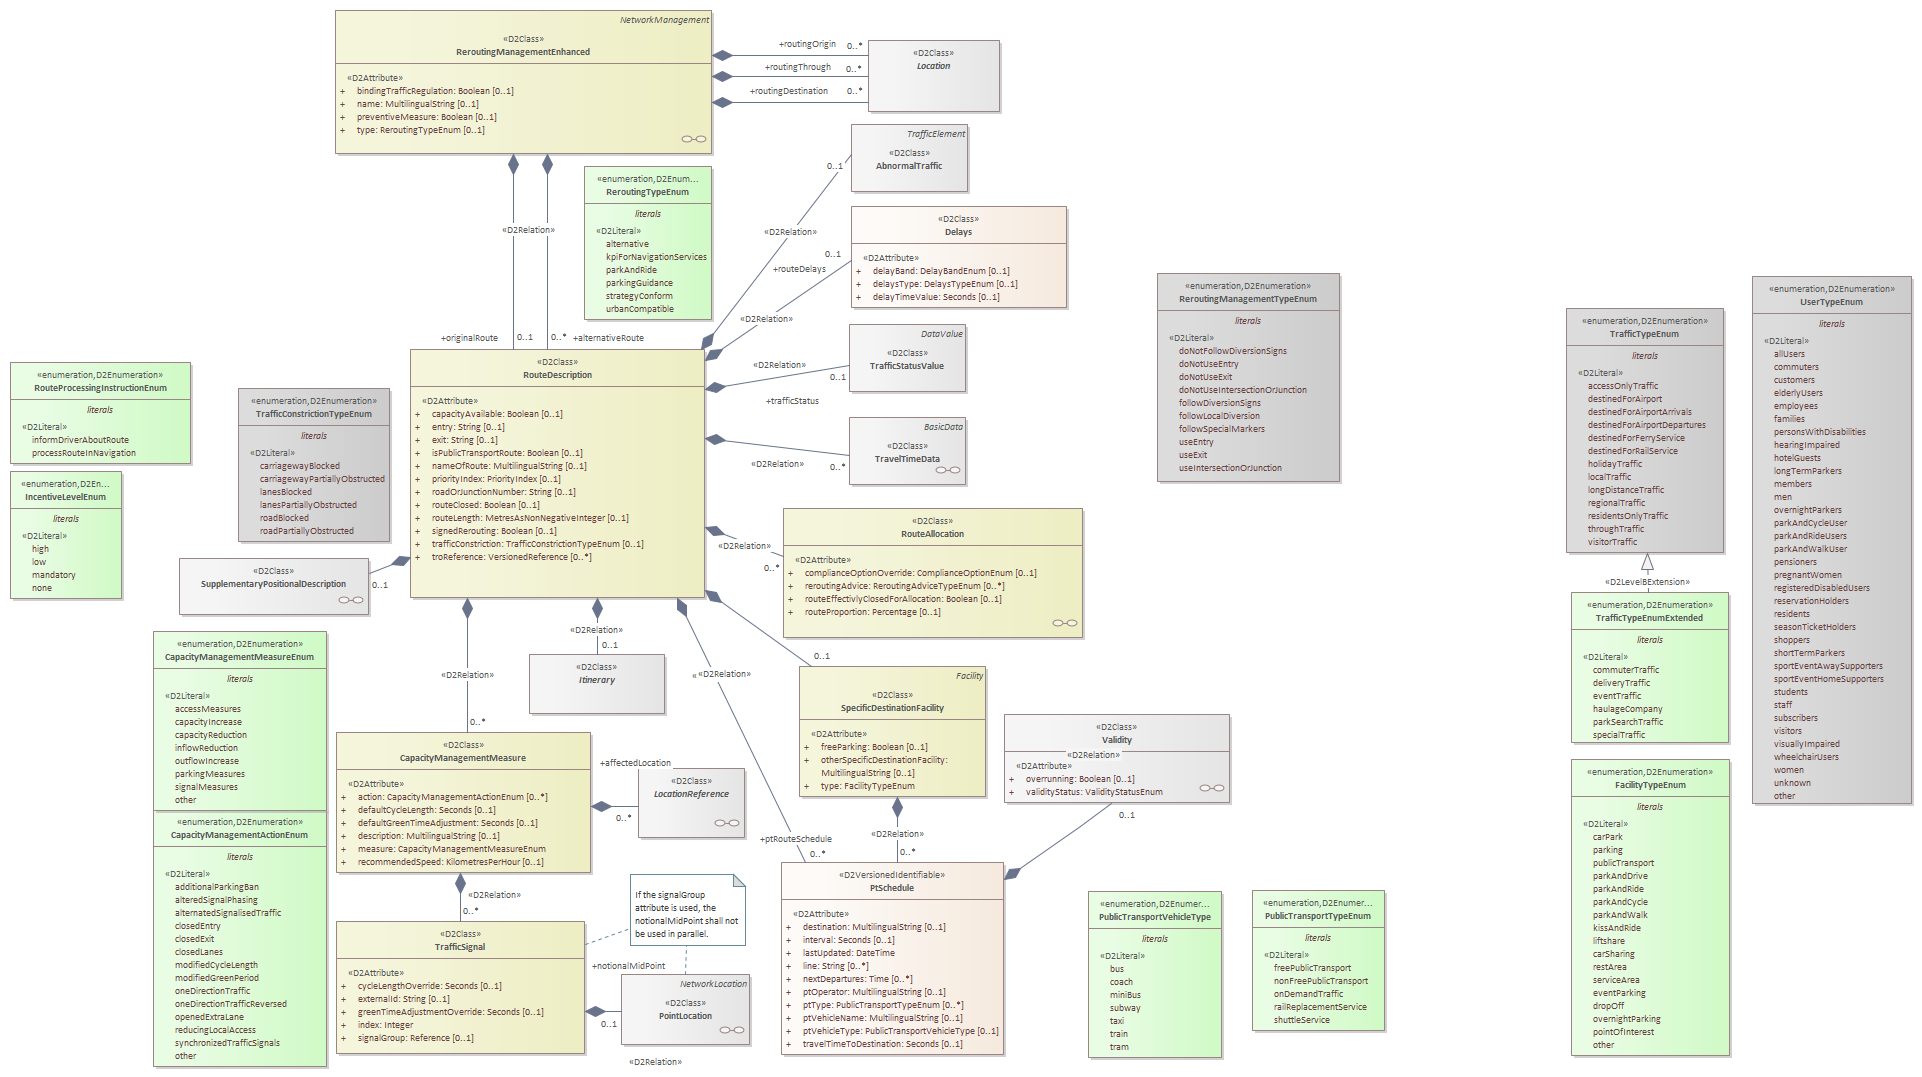 NetworkManagement
«D2Class»
ReroutingManagementEnhanced
«D2Attribute»
+ bindingTrafficRegulation: Boolean [0..1]
+ name: MultilingualString [0..1]
+ preventiveMeasure: Boolean [0..1]
+ type: ReroutingTypeEnum [0..1]
+routingOrigin 0..*
+routingThrough 0..*
+routingDestination 0..*
«D2Class»
Location
«D2Relation»
+originalRoute 0..1
0..* +alternativeRoute
«enumeration,D2Enum...
ReroutingTypeEnum
literals
«D2Literal»
alternative
kpiForNavigationServices
parkAndRide
parkingGuidance
strategyConform
urbanCompatible
TrafficElement
«D2Class»
AbnormalTraffic
0..1
«D2Relation»
«D2Class»
Delays
«D2Attribute»
+ delayBand: DelayBandEnum [0..1]
+ delaysType: DelaysTypeEnum [0..1]
+ delayTimeValue: Seconds [0..1]
0..1
+routeDelays
«D2Relation»
DataValue
«D2Class»
TrafficStatusValue
«D2Relation»
0..1
+trafficStatus
BasicData
«D2Class»
TravelTimeData
«D2Relation»
0..*
«D2Class»
RouteDescription
«D2Attribute»
+ capacityAvailable: Boolean [0..1]
+ entry: String [0..1]
+ exit: String [0..1]
+ isPublicTransportRoute: Boolean [0..1]
+ nameOfRoute: MultilingualString [0..1]
+ priorityIndex: PriorityIndex [0..1]
+ roadOrJunctionNumber: String [0..1]
+ routeClosed: Boolean [0..1]
+ routeLength: MetresAsNonNegativeInteger [0..1]
+ signedRerouting: Boolean [0..1]
+ trafficConstriction: TrafficConstrictionTypeEnum [0..1]
+ troReference: VersionedReference [0..*]
«enumeration,D2Enumeration»
RouteProcessingInstructionEnum
literals
«D2Literal»
informDriverAboutRoute
processRouteInNavigation
«enumeration,D2En...
IncentiveLevelEnum
literals
«D2Literal»
high
low
mandatory
none
«enumeration,D2Enumeration»
TrafficConstrictionTypeEnum
literals
«D2Literal»
carriagewayBlocked
carriagewayPartiallyObstructed
lanesBlocked
lanesPartiallyObstructed
roadBlocked
roadPartiallyObstructed
«D2Class»
SupplementaryPositionalDescription
0..1
«D2Relation»
0..*
«D2Class»
RouteAllocation
«D2Attribute»
+ complianceOptionOverride: ComplianceOptionEnum [0..1]
+ reroutingAdvice: ReroutingAdviceTypeEnum [0..*]
+ routeEffectivlyClosedForAllocation: Boolean [0..1]
+ routeProportion: Percentage [0..1]
«enumeration,D2Enumeration»
ReroutingManagementTypeEnum
literals
«D2Literal»
doNotFollowDiversionSigns
doNotUseEntry
doNotUseExit
doNotUseIntersectionOrJunction
followDiversionSigns
followLocalDiversion
followSpecialMarkers
useEntry
useExit
useIntersectionOrJunction
«enumeration,D2Enumeration»
TrafficTypeEnum
literals
«D2Literal»
accessOnlyTraffic
destinedForAirport
destinedForAirportArrivals
destinedForAirportDepartures
destinedForFerryService
destinedForRailService
holidayTraffic
localTraffic
longDistanceTraffic
regionalTraffic
residentsOnlyTraffic
throughTraffic
visitorTraffic
«D2LevelBExtension»
«enumeration,D2Enumeration»
TrafficTypeEnumExtended
literals
«D2Literal»
commuterTraffic
deliveryTraffic
eventTraffic
haulageCompany
parkSearchTraffic
specialTraffic
«enumeration,D2Enumeration»
UserTypeEnum
literals
«D2Literal»
allUsers
commuters
customers
elderlyUsers
employees
families
personsWithDisabilities
hearingImpaired
hotelGuests
longTermParkers
members
men
overnightParkers
parkAndCycleUser
parkAndRideUsers
parkAndWalkUser
pensioners
pregnantWomen
registeredDisabledUsers
reservationHolders
residents
seasonTicketHolders
shoppers
shortTermParkers
sportEventAwaySupporters
sportEventHomeSupporters
students
staff
subscribers
visitors
visuallyImpaired
wheelchairUsers
women
unknown
other
«enumeration,D2Enumeration»
CapacityManagementMeasureEnum
literals
«D2Literal»
accessMeasures
capacityIncrease
capacityReduction
inflowReduction
outflowIncrease
parkingMeasures
signalMeasures
other
«enumeration,D2Enumeration»
CapacityManagementActionEnum
literals
«D2Literal»
additionalParkingBan
alteredSignalPhasing
alternatedSignalisedTraffic
closedEntry
closedExit
closedLanes
modifiedCycleLength
modifiedGreenPeriod
oneDirectionTraffic
oneDirectionTrafficReversed
openedExtraLane
reducingLocalAccess
synchronizedTrafficSignals
other
«D2Relation»
0..*
«D2Relation»
0..1
«D2Class»
Itinerary
«D2Class»
CapacityManagementMeasure
«D2Attribute»
+ action: CapacityManagementActionEnum [0..*]
+ defaultCycleLength: Seconds [0..1]
+ defaultGreenTimeAdjustment: Seconds [0..1]
+ description: MultilingualString [0..1]
+ measure: CapacityManagementMeasureEnum
+ recommendedSpeed: KilometresPerHour [0..1]
+affectedLocation
0..*
«D2Class»
LocationReference
«D2Relation»
0..*
«D2Class»
TrafficSignal
«D2Attribute»
+ cycleLengthOverride: Seconds [0..1]
+ externalId: String [0..1]
+ greenTimeAdjustmentOverride: Seconds [0..1]
+ index: Integer
+ signalGroup: Reference [0..1]
If the signalGroup
attribute is used, the
notionalMidPoint shall not
be used in parallel.
+notionalMidPoint
0..1
NetworkLocation
«D2Class»
PointLocation
«D2Relation»
« «D2Relation»
+ptRouteSchedule
0..*
0..1
Facility
«D2Class»
SpecificDestinationFacility
«D2Attribute»
+ freeParking: Boolean [0..1]
+ otherSpecificDestinationFacility:
MultilingualString [0..1]
+ type: FacilityTypeEnum
«D2Relation»
0..*
«D2Class»
Validity
«D2Relation»
«D2Attribute»
+ overrunning: Boolean [0..1]
+ validityStatus: ValidityStatusEnum
0..1
«D2VersionedIdentifiable»
PtSchedule
«D2Attribute»
+ destination: MultilingualString [0..1]
+ interval: Seconds [0..1]
+ lastUpdated: DateTime
+ line: String [0..*]
+ nextDepartures: Time [0..*]
+ ptOperator: MultilingualString [0..1]
+ ptType: PublicTransportTypeEnum [0..*]
+ ptVehicleName: MultilingualString [0..1]
+ ptVehicleType: PublicTransportVehicleType [0..1]
+ travelTimeToDestination: Seconds [0..1]
«enumeration,D2Enumer...
PublicTransportVehicleType
literals
«D2Literal»
bus
coach
miniBus
subway
taxi
train
tram
«enumeration,D2Enumer...
PublicTransportTypeEnum
literals
«D2Literal»
freePublicTransport
nonFreePublicTransport
onDemandTraffic
railReplacementService
shuttleService
«enumeration,D2Enumeration»
FacilityTypeEnum
literals
«D2Literal»
carPark
parking
publicTransport
parkAndDrive
parkAndRide
parkAndCycle
parkAndWalk
kissAndRide
liftshare
carSharing
restArea
serviceArea
eventParking
dropOff
overnightParking
pointOfInterest
other